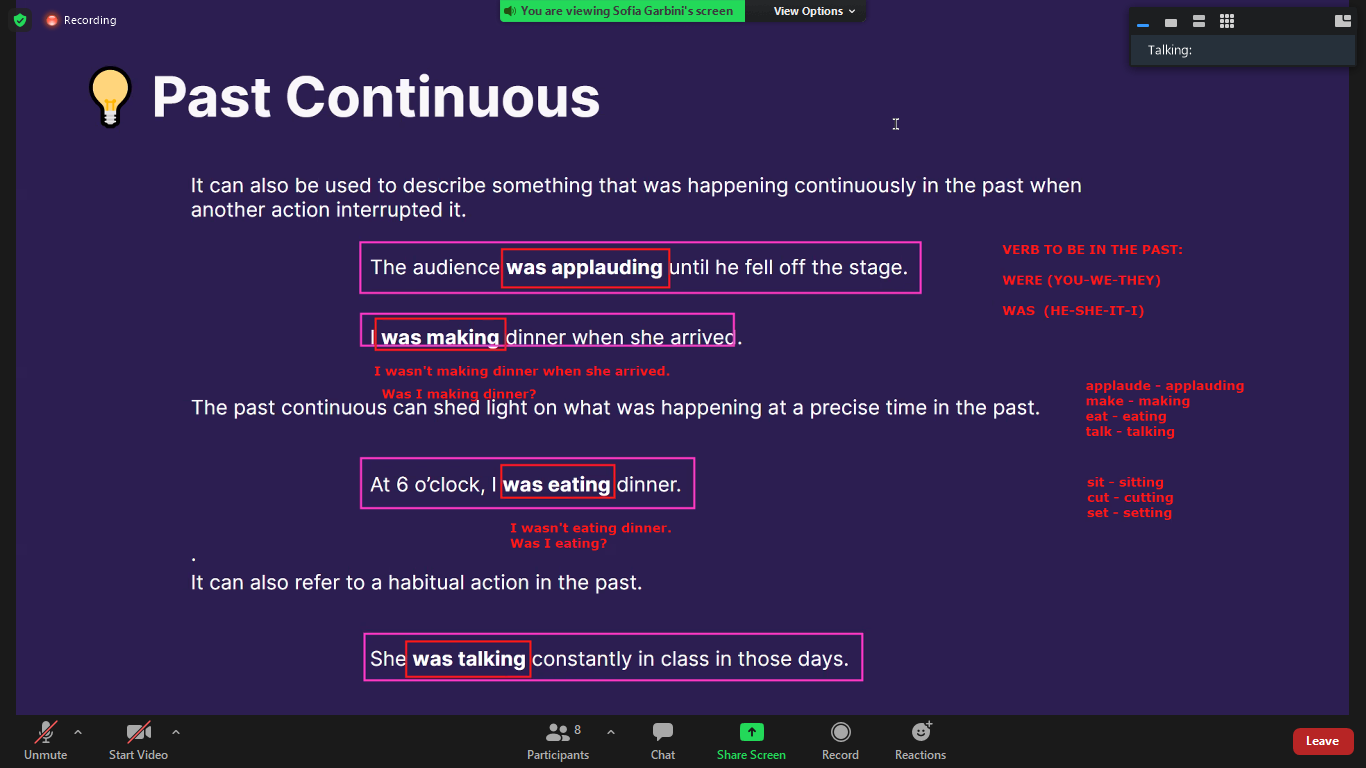 Recording
You are viewing Sofia Garbini's screen
View Options
Talking:
Past Continuous
It can also be used to describe something that was happening continuously in the past when
another action interrupted it.
The audience was applauding until he fell off the stage.
I was making dinner when she arrived.
I wasn't making dinner when she arrived.
Was I making dinner?
VERB TO BE IN THE PAST:
WERE (YOU-WE-THEY)
WAS (HE-SHE-IT-I)
The past continuous can shed light on what was happening at a precise time in the past.
applaude - applauding
make - making
eat - eating
talk - talking
At 6 o’clock, I was eating dinner.
I wasn't eating dinner.
Was I eating?
sit - sitting
cut - cutting
set - setting
.
It can also refer to a habitual action in the past.
She was talking constantly in class in those days.
Unmute
Start Video
Participants
8
Chat
Share Screen
Record
Reactions
Leave